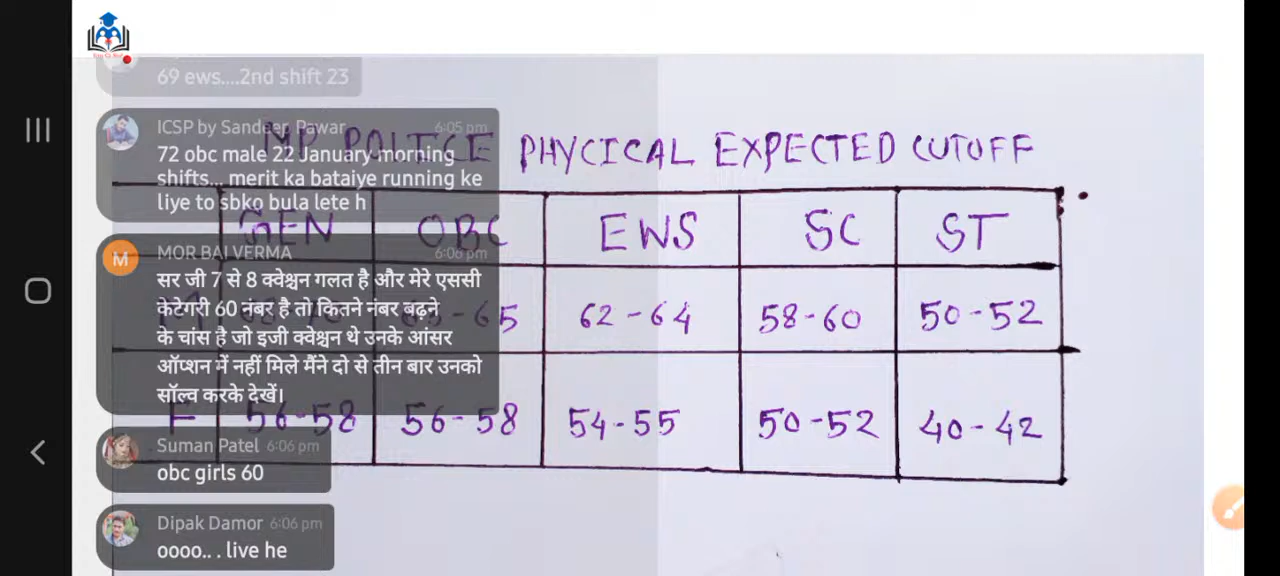 69 ews....2nd shift 23
ICSP by Sandeep Pawar 6:05 pm
72 obc male 22 January morning
shifts... merit ka bataiye running ke
liye to sbko bula lete h
MOR BAI VERMA 6:06 pm
सर जी 7 से 8 क्वेश्चन गलत है और मेरे एससी
केटेगरी 60 नंबर है तो कितने नंबर बढ़ने
के चांस है जो इजी क्वेश्चन थे उनके आंसर
ऑप्शन में नहीं मिले मैंने दो से तीन बार उनको
सॉल्व करके देखें।
Suman Patel 6:06 pm
obc girls 60
Dipak Damor 6:06 pm
oooo.. . live he
MP POLICE PHYCICAL EXPECTED CUTOFF
GEN OBC EWS SC ST
M 65 62-64 58-60 50-52
F 56-58 56-58 54-55 50-52 40-42